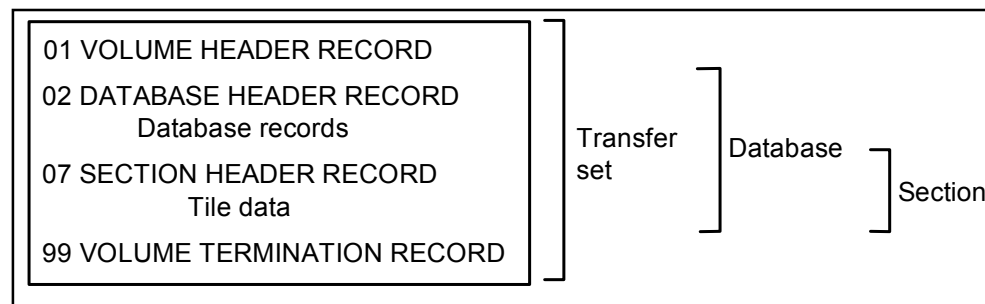 01 VOLUME HEADER RECORD
02 DATABASE HEADER RECORD
Database records
07 SECTION HEADER RECORD
Tile data
99 VOLUME TERMINATION RECORD
Transfer
set
Database
Section